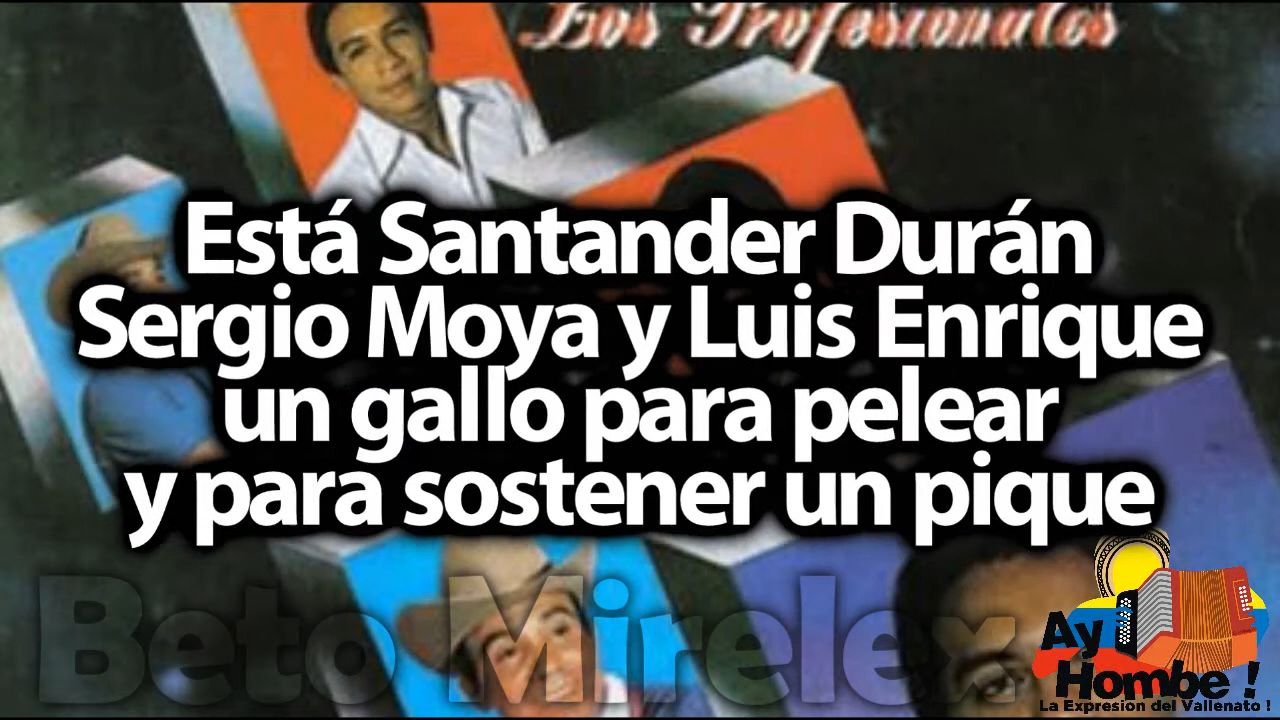 Los Profesionales
Está Santander Durán
Sergio Moya y Luis Enrique
un gallo para pelear
y para sostener un pique
Beto Mirelex
Ay
Hombe !
La Expresion del Vallenato !